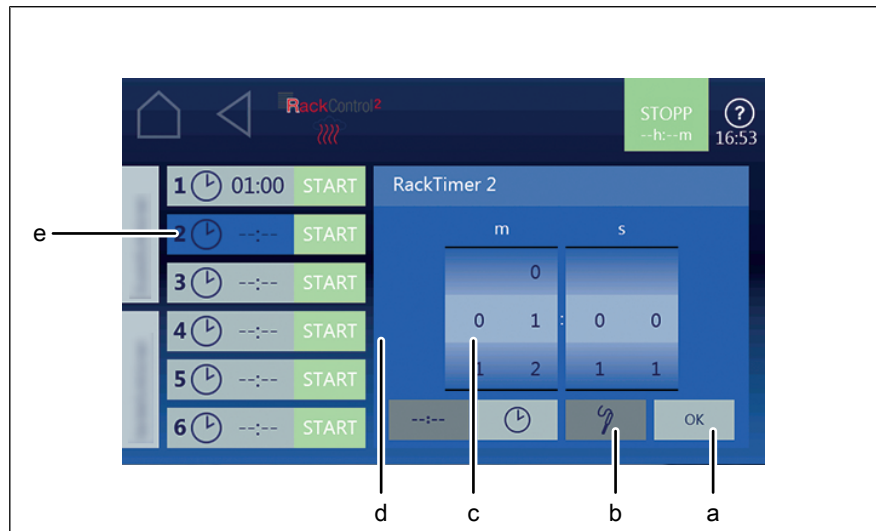 RackControl²
STOPP
--h:--m
?
16:53
1 01:00 START
2 --:-- START
3 --:-- START
4 --:-- START
5 --:-- START
6 --:-- START
RackTimer 2
m s
0
0 1 : 0 0
1 2 1 1
--:-- OK
e
d c b a